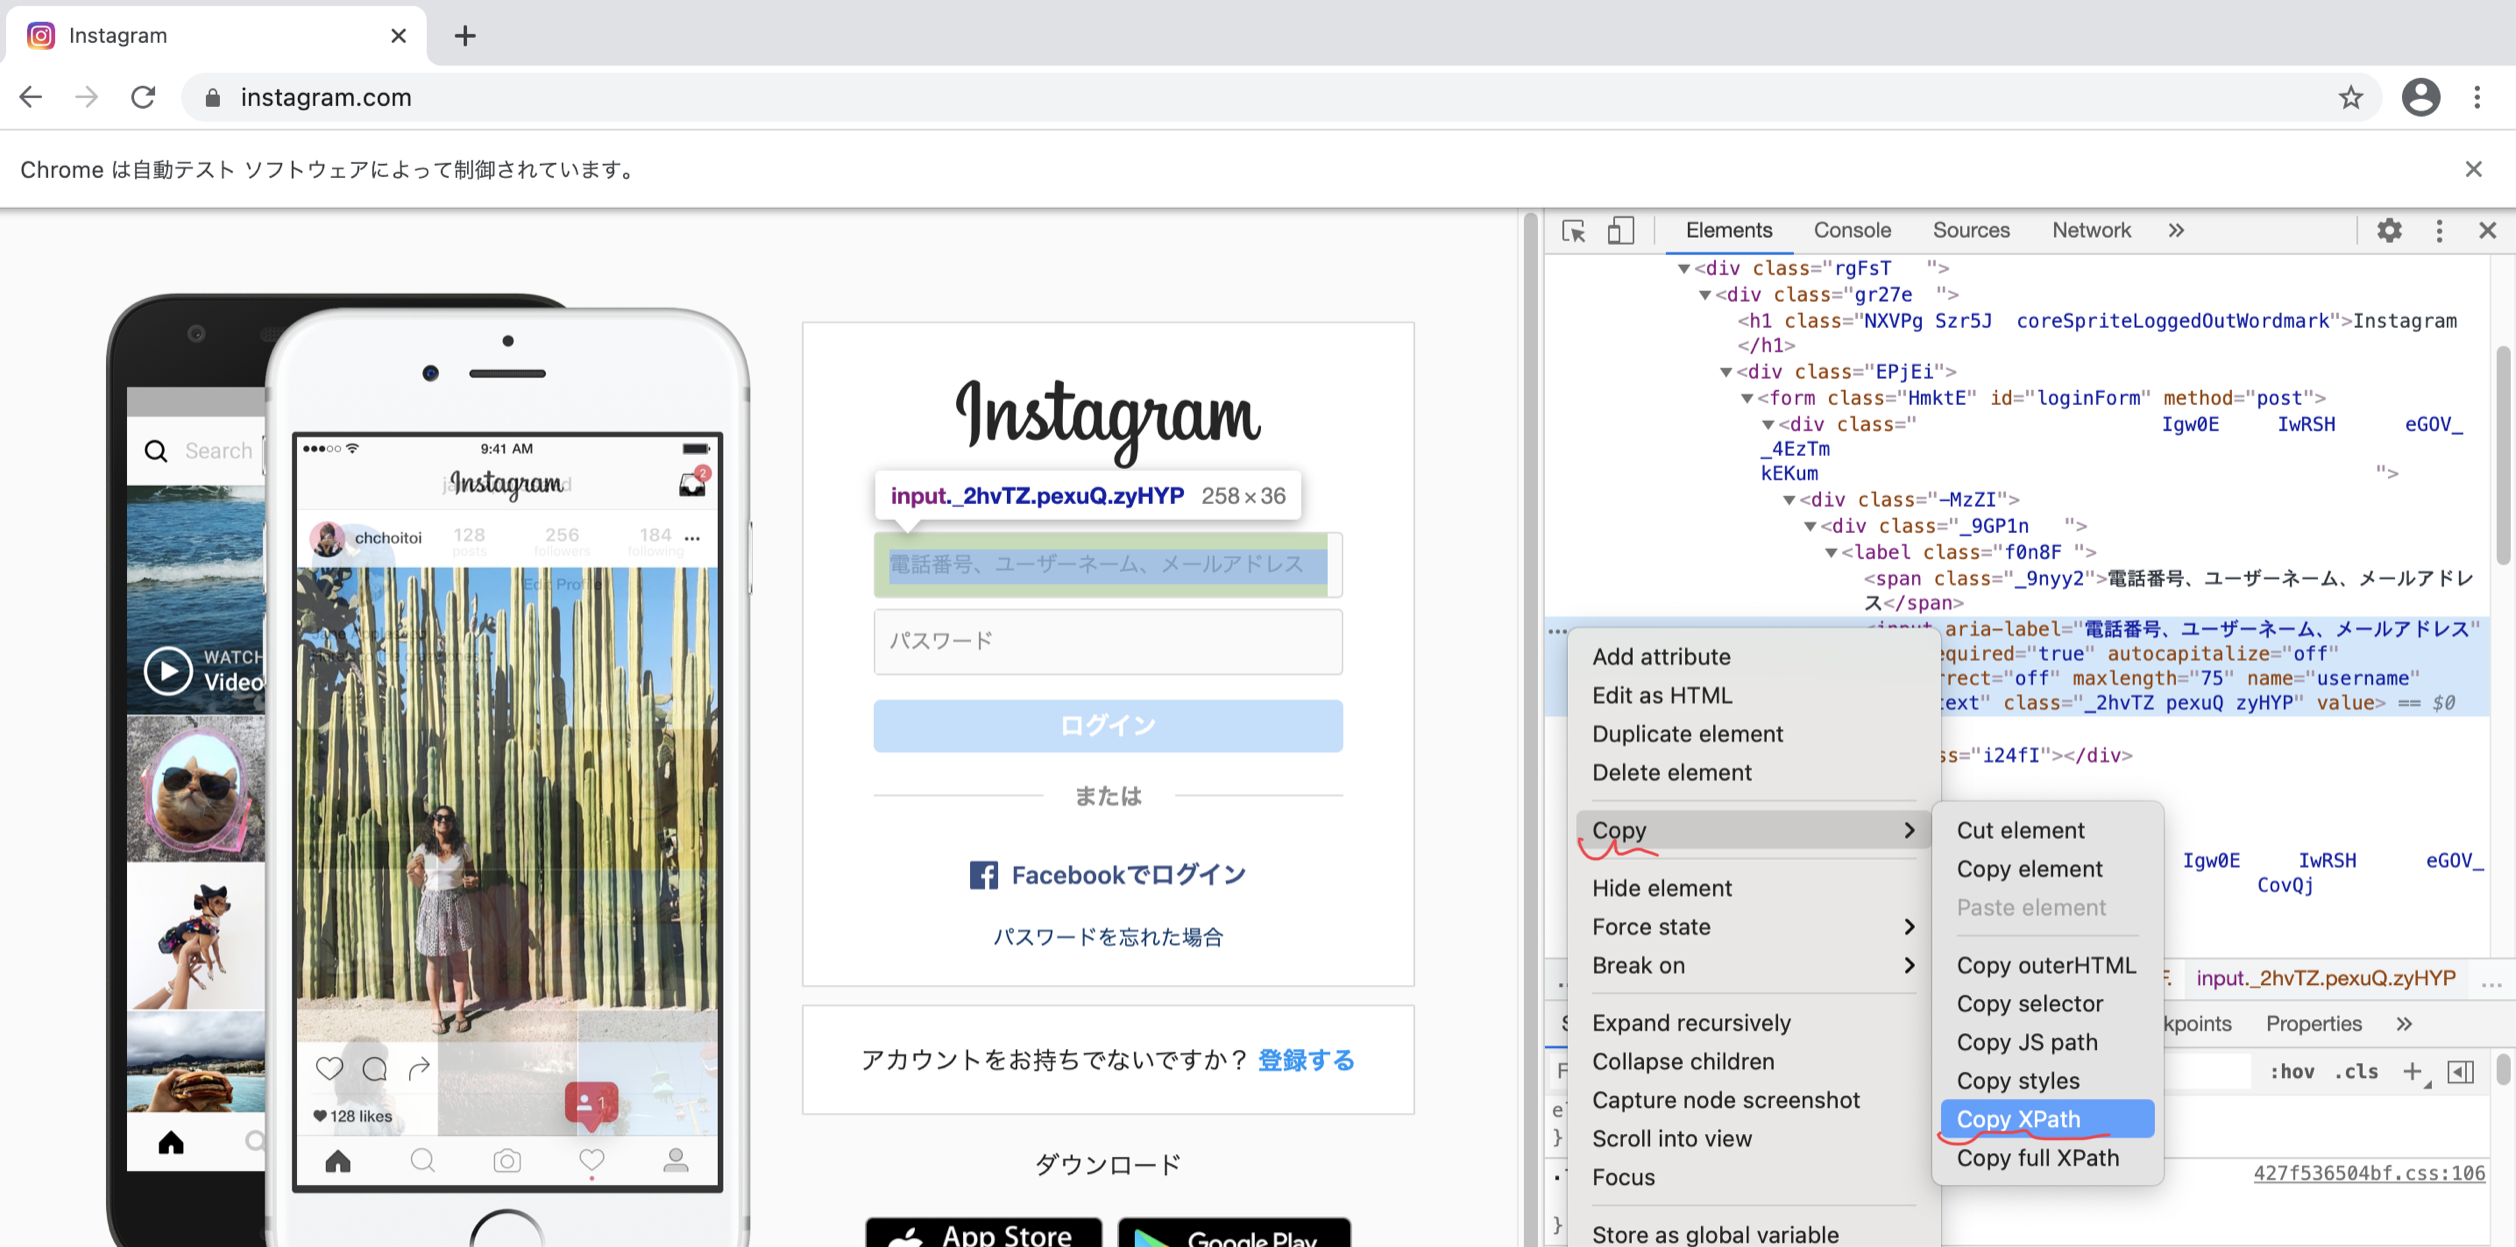 Instagram
instagram.com
Chrome は自動テスト ソフトウェアによって制御されています。
Search
WATCH
Video
9:41 AM
Instagram
2
chchoitoi
128
posts
256
followers
184
following
Edit Profile
1
128 likes
Instagram
input._2hvTZ.pexuQ.zyHYP 258×36
電話番号、ユーザーネーム、メールアドレス
パスワード
ログイン
または
Facebookでログイン
パスワードを忘れた場合
アカウントをお持ちでないですか？ 登録する
ダウンロード
App Store
Google Play
Elements Console Sources Network
<div class="rgFsT ">
<div class="gr27e ">
<h1 class="NXVPg Szr5J coreSpriteLoggedOutWordmark">Instagram
</h1>
<div class="EPjEi">
<form class="HmktE" id="loginForm" method="post">
<div class=" Igw0E IwRSH eGOV_
_4EzTm
kEKum ">
<div class="-MzZI">
<div class="_9GP1n ">
<label class="f0n8F ">
<span class="_9nyy2">電話番号、ユーザーネーム、メールアドレ
ス</span>
<input aria-label="電話番号、ユーザーネーム、メールアドレス"
equired="true" autocapitalize="off"
rrect="off" maxlength="75" name="username"
text" class="_2hvTZ pexuQ zyHYP" value> == $0
ss="i24fI"></div>
Igw0E IwRSH eGOV_
CovQj
Add attribute
Edit as HTML
Duplicate element
Delete element
Copy
Hide element
Force state
Break on
Expand recursively
Collapse children
Capture node screenshot
Scroll into view
Focus
Store as global variable
Cut element
Copy element
Paste element
Copy outerHTML
Copy selector
Copy JS path
Copy styles
Copy XPath
Copy full XPath
input._2hvTZ.pexuQ.zyHYP ...
kpoints Properties
:hov .cls
}
427f536504bf.css:106
}